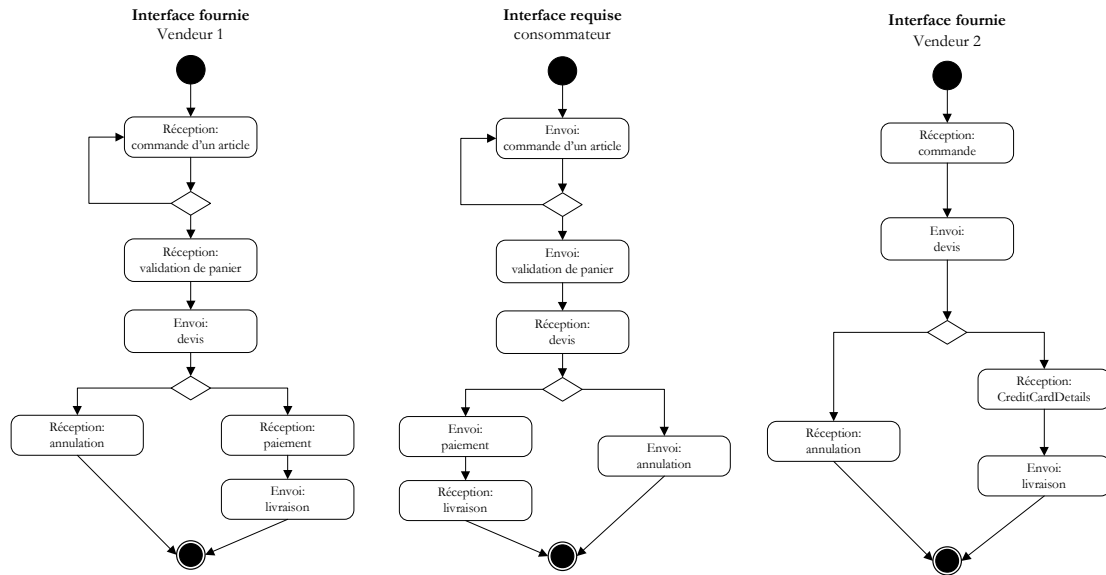 Interface fournie
Vendeur 1
Réception:
commande d'un article
Réception:
validation de panier
Envoi:
devis
Réception:
annulation
Réception:
paiement
Envoi:
livraison
Interface requise
consommateur
Envoi:
commande d'un article
Envoi:
validation de panier
Réception:
devis
Envoi:
paiement
Envoi:
annulation
Réception:
livraison
Interface fournie
Vendeur 2
Réception:
commande
Envoi:
devis
Réception:
CreditCardDetails
Réception:
annulation
Envoi:
livraison